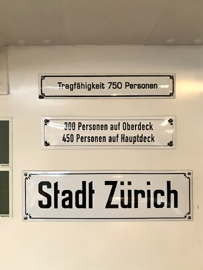 Tragfähigkeit 750 Personen
300 Personen auf Oberdeck
450 Personen auf Hauptdeck
Stadt Zürich